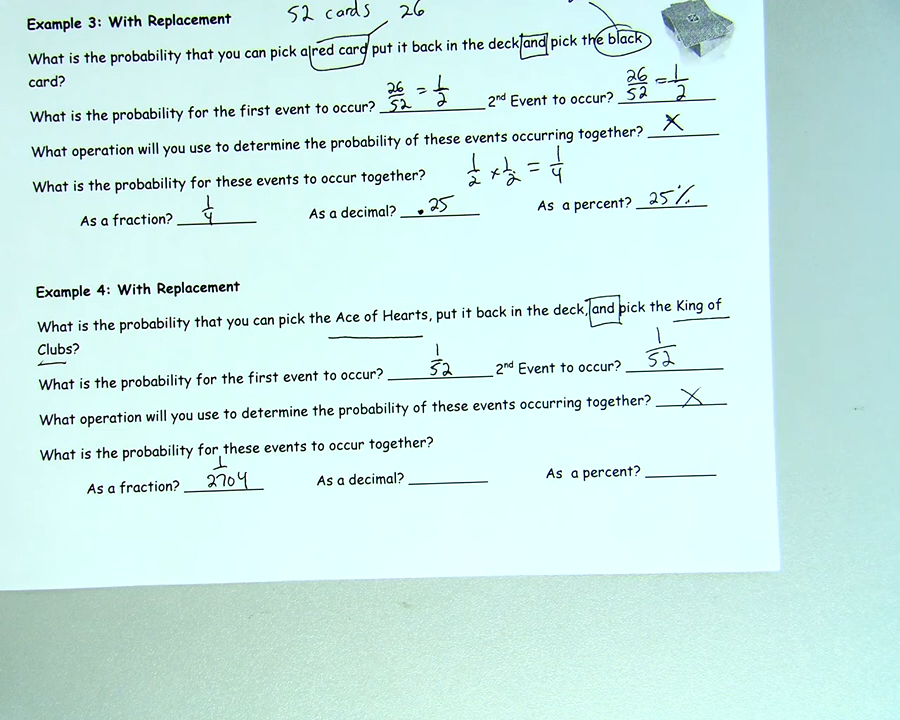 Example 3: With Replacement 52 cards 26
What is the probability that you can pick a red card put it back in the deck and pick the black
card?
What is the probability for the first event to occur? 26/52 = 1/2 2nd Event to occur? 26/52 = 1/2
What operation will you use to determine the probability of these events occurring together? X
What is the probability for these events to occur together? 1/2 x 1/2 = 1/4
As a fraction? 1/4 As a decimal? .25 As a percent? 25%
Example 4: With Replacement
What is the probability that you can pick the Ace of Hearts, put it back in the deck, and pick the King of
Clubs?
What is the probability for the first event to occur? 1/52 2nd Event to occur? 1/52
What operation will you use to determine the probability of these events occurring together? X
What is the probability for these events to occur together?
As a fraction? 1/2704 As a decimal? As a percent?